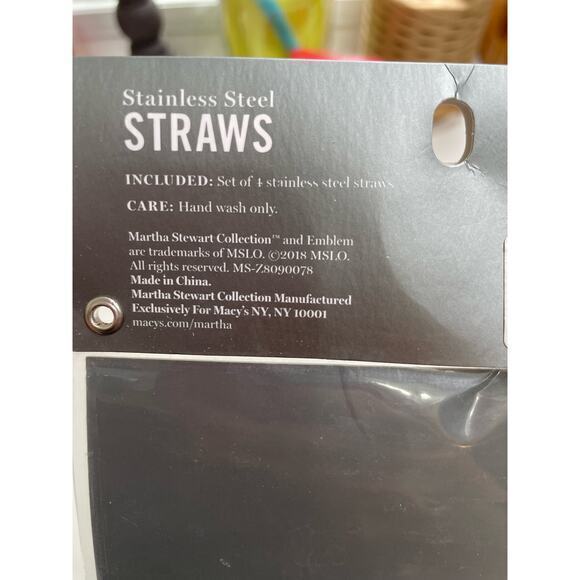 Stainless Steel
STRAWS
INCLUDED: Set of 4 stainless steel straws
CARE: Hand wash only.
Martha Stewart Collection™ and Emblem
are trademarks of MSLO. ©2018 MSLO.
All rights reserved. MS-Z8090078
Made in China.
Martha Stewart Collection Manufactured
Exclusively For Macy's NY, NY 10001
macys.com/martha